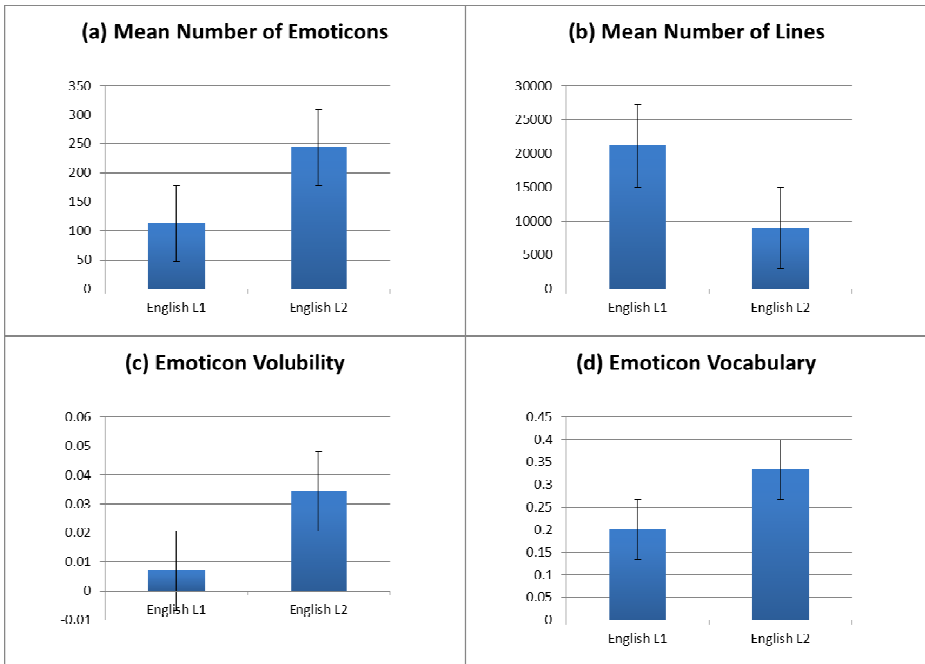 (a) Mean Number of Emoticons
350
300
250
200
150
100
50
0
English L1
English L2
(b) Mean Number of Lines
30000
25000
20000
15000
10000
5000
0
English L1
English L2
(c) Emoticon Volubility
0.06
0.05
0.04
0.03
0.02
0.01
0
-0.01
English L1
English L2
(d) Emoticon Vocabulary
0.45
0.4
0.35
0.3
0.25
0.2
0.15
0.1
0.05
0
English L1
English L2